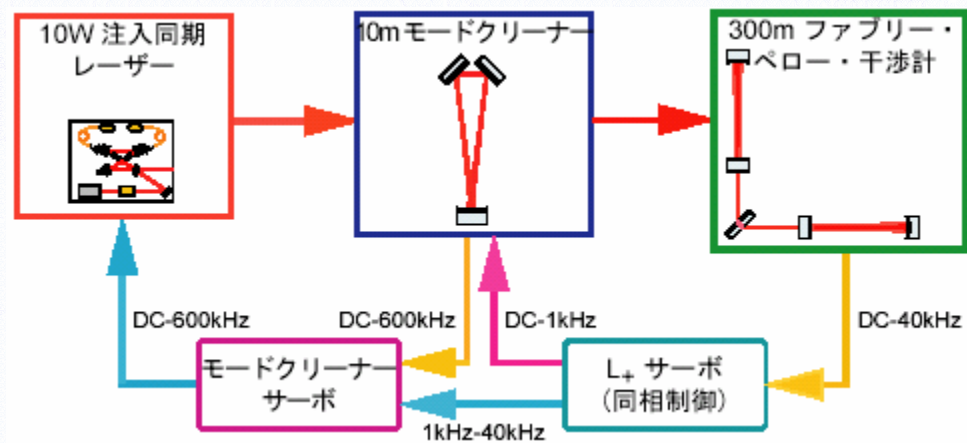 10W 注入同期
レーザー
10mモードクリーナー
300m ファブリー・
ペロー・干渉計
DC-600kHz
DC-600kHz
DC-1kHz
DC-40kHz
モードクリーナー
サーボ
L₊ サーボ
(同相制御)
1kHz-40kHz